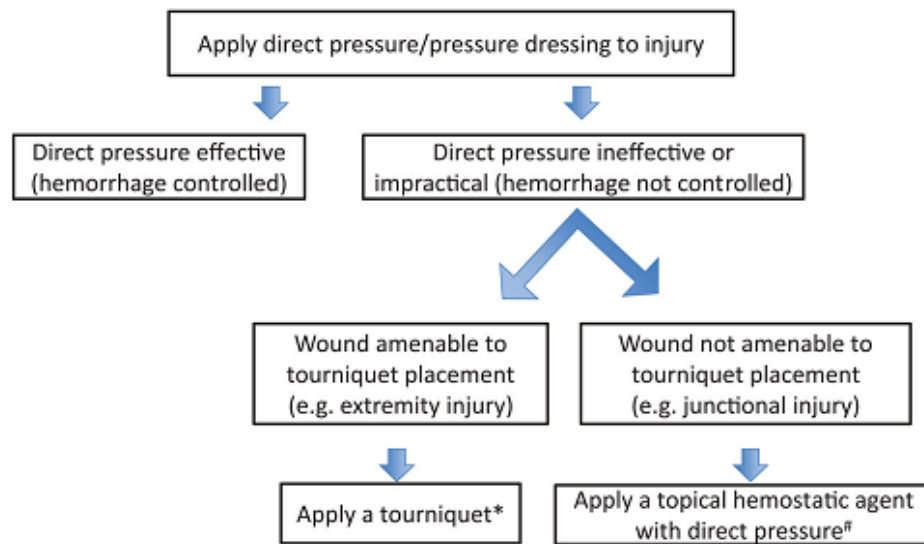 Apply direct pressure/pressure dressing to injury
Direct pressure effective
(hemorrhage controlled)
Direct pressure ineffective or
impractical (hemorrhage not controlled)
Wound amenable to
tourniquet placement
(e.g. extremity injury)
Wound not amenable to
tourniquet placement
(e.g. junctional injury)
Apply a tourniquet*
Apply a topical hemostatic agent
with direct pressure#